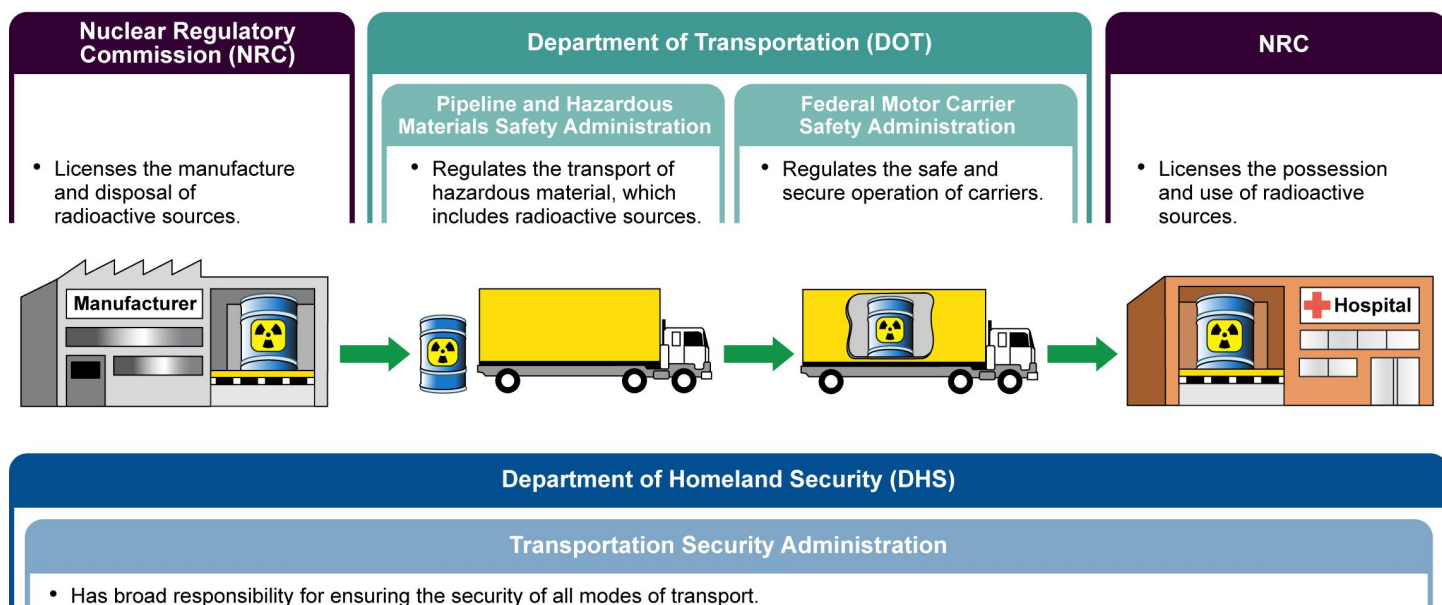 Nuclear Regulatory
Commission (NRC)
Department of Transportation (DOT)
NRC
Pipeline and Hazardous
Materials Safety Administration
Federal Motor Carrier
Safety Administration
• Licenses the manufacture
and disposal of
radioactive sources.
• Regulates the transport of
hazardous material, which
includes radioactive sources.
• Regulates the safe and
secure operation of carriers.
• Licenses the possession
and use of radioactive
sources.
Manufacturer
Hospital
Department of Homeland Security (DHS)
Transportation Security Administration
• Has broad responsibility for ensuring the security of all modes of transport.